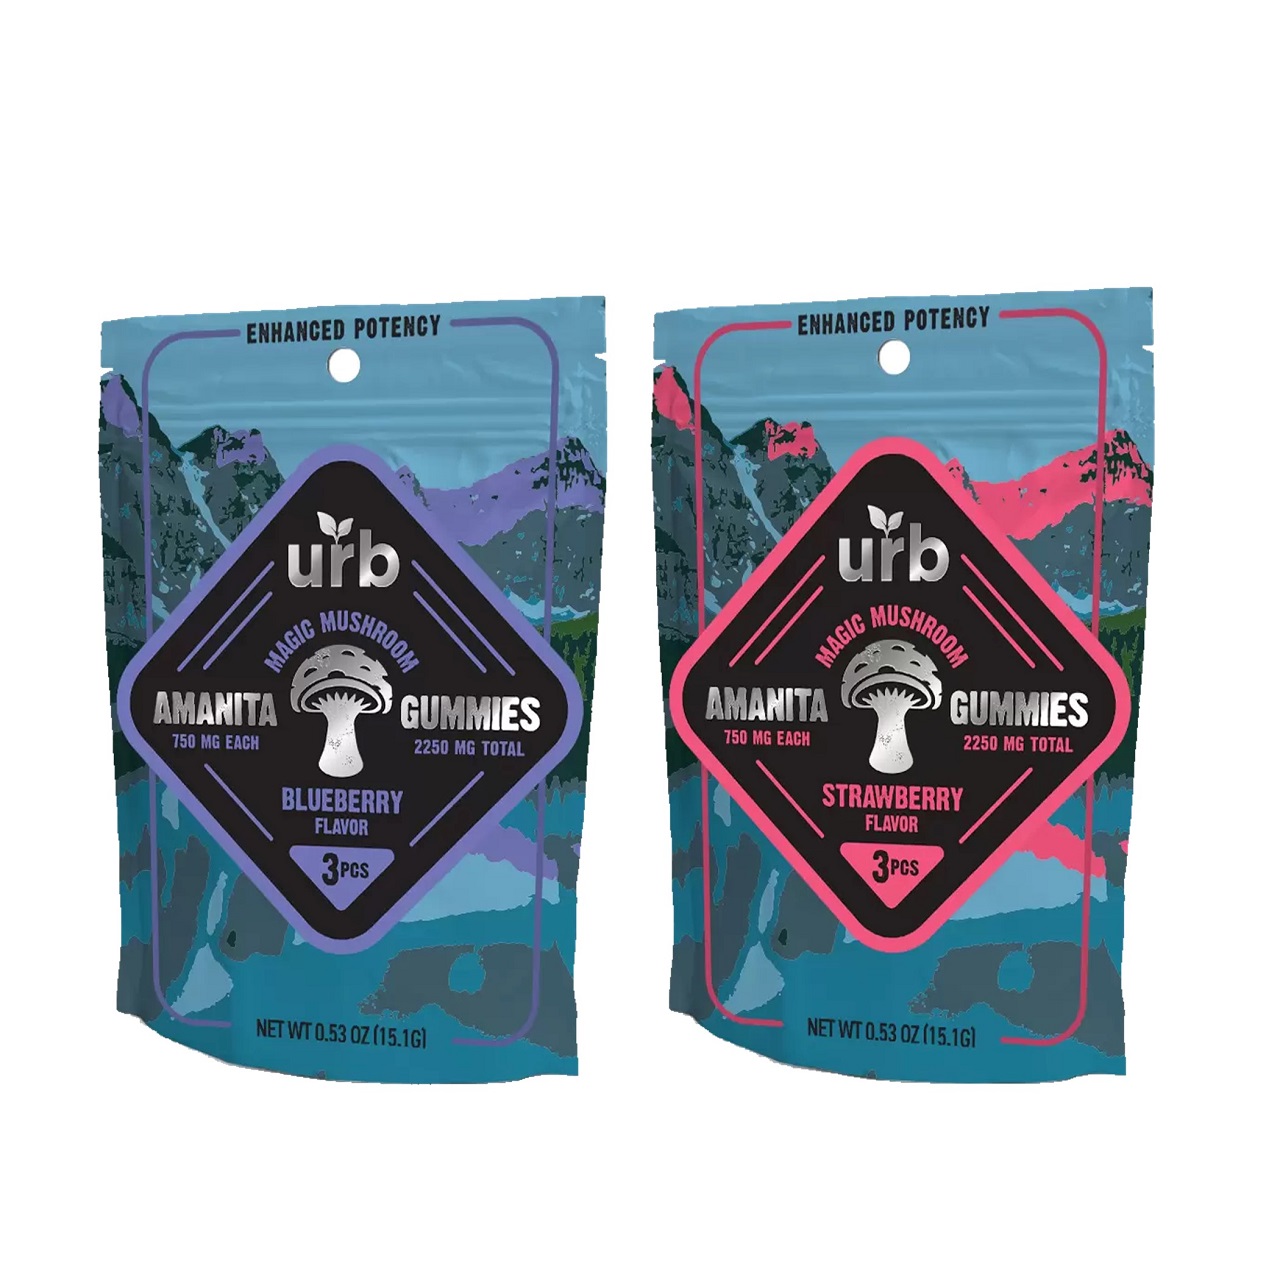 ENHANCED POTENCY
urb
MAGIC MUSHROOM
AMANITA GUMMIES
750 MG EACH 2250 MG TOTAL
BLUEBERRY
FLAVOR
3PCS
NET WT 0.53 OZ (15.1G)
ENHANCED POTENCY
urb
MAGIC MUSHROOM
AMANITA GUMMIES
750 MG EACH 2250 MG TOTAL
STRAWBERRY
FLAVOR
3PCS
NET WT 0.53 OZ (15.1G)